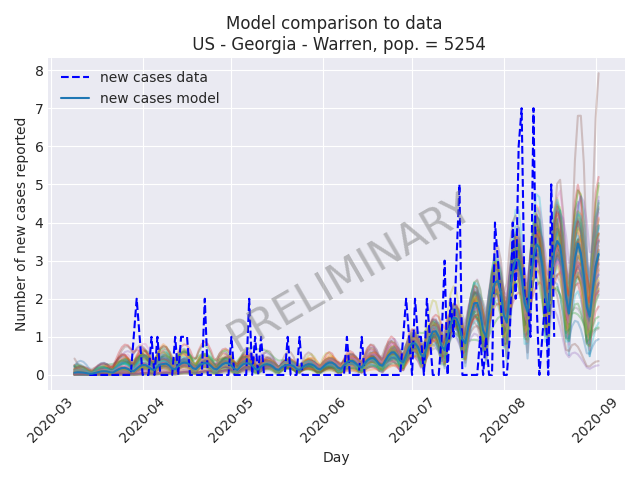 Model comparison to data
US - Georgia - Warren, pop. = 5254
new cases data
new cases model
PRELIMINARY
Number of new cases reported
8
7
6
5
4
3
2
1
0
2020-03
2020-04
2020-05
2020-06
2020-07
2020-08
2020-09
Day